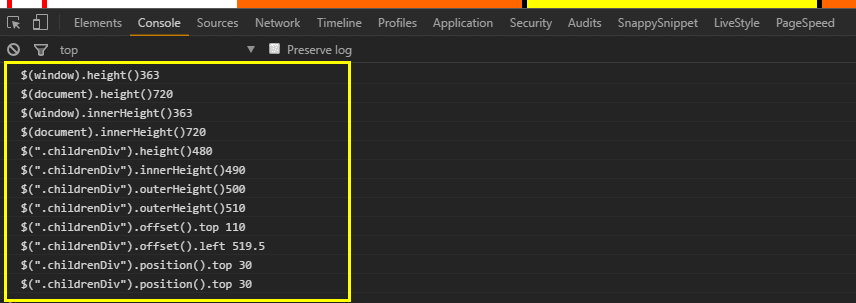 Elements Console Sources Network Timeline Profiles Application Security Audits SnappySnippet LiveStyle PageSpeed
top Preserve log
$(window).height()363
$(document).height()720
$(window).innerHeight()363
$(document).innerHeight()720
$(".childrenDiv").height()480
$(".childrenDiv").innerHeight()490
$(".childrenDiv").outerHeight()500
$(".childrenDiv").outerHeight()510
$(".childrenDiv").offset().top 110
$(".childrenDiv").offset().left 519.5
$(".childrenDiv").position().top 30
$(".childrenDiv").position().top 30